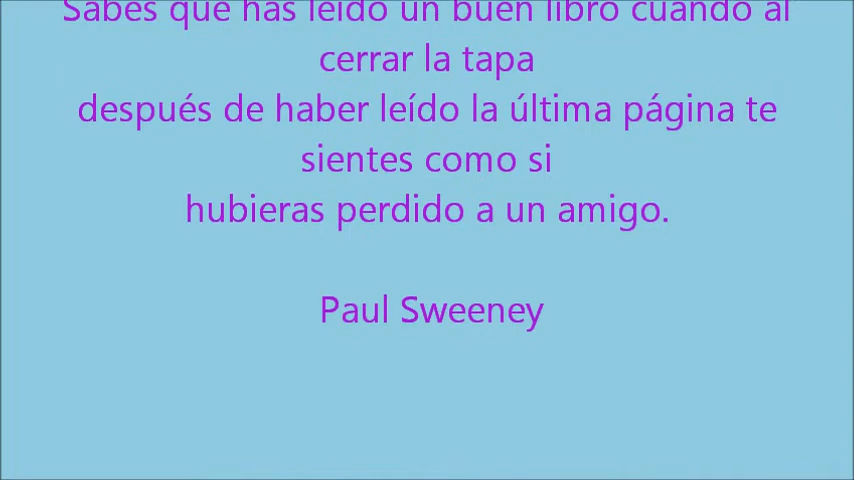 Sabes que has leído un buen libro cuando al
cerrar la tapa
después de haber leído la última página te
sientes como si
hubieras perdido a un amigo.
Paul Sweeney